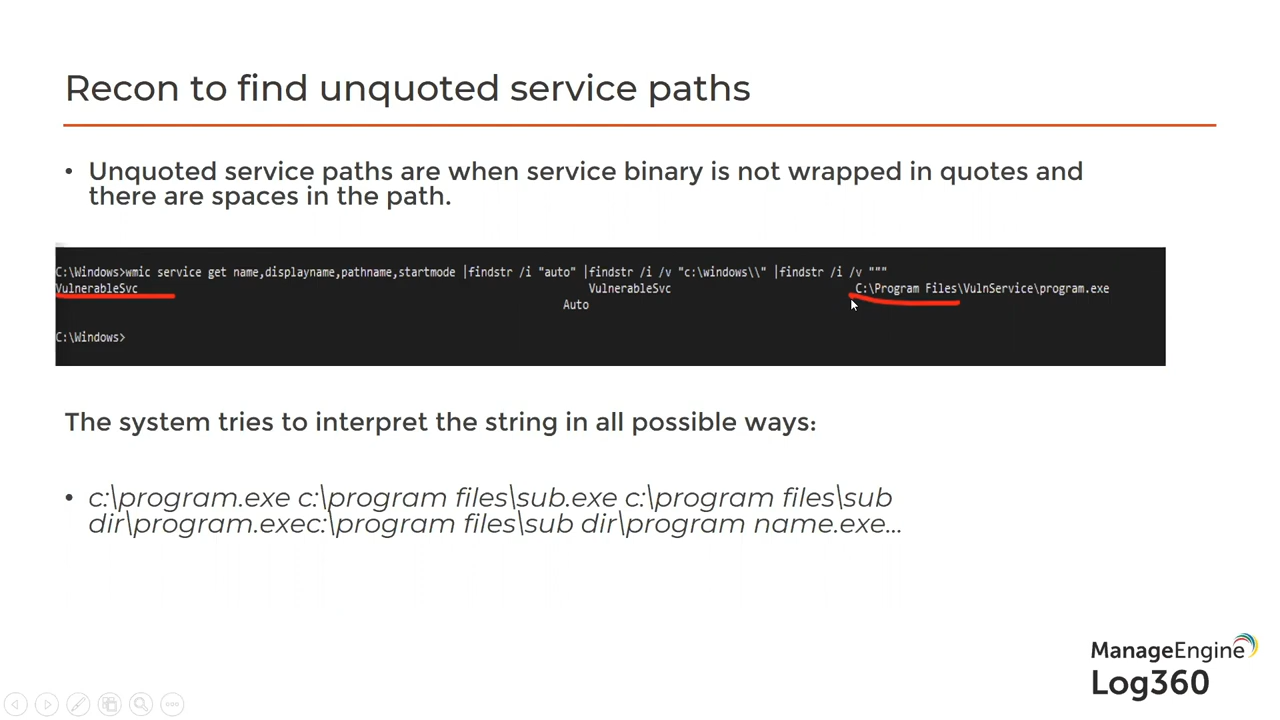 Recon to find unquoted service paths
• Unquoted service paths are when service binary is not wrapped in quotes and
there are spaces in the path.
C:\Windows>wmic service get name,displayname,pathname,startmode |findstr /i "auto" |findstr /i /v "c:\windows\\" |findstr /i /v """
VulnerableSvc VulnerableSvc C:\Program Files\VulnService\program.exe
Auto
C:\Windows>
The system tries to interpret the string in all possible ways:
• c:\program.exe c:\program files\sub.exe c:\program files\sub
dir\program.exec:\program files\sub dir\program name.exe...
ManageEngine
Log360